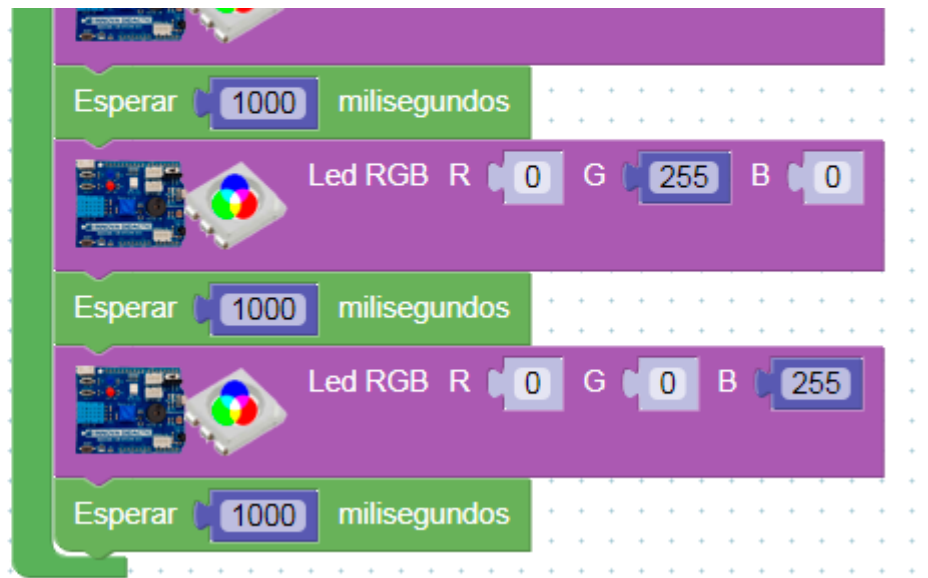 Esperar 1000 milisegundos
Led RGB R 0 G 255 B 0
Esperar 1000 milisegundos
Led RGB R 0 G 0 B 255
Esperar 1000 milisegundos